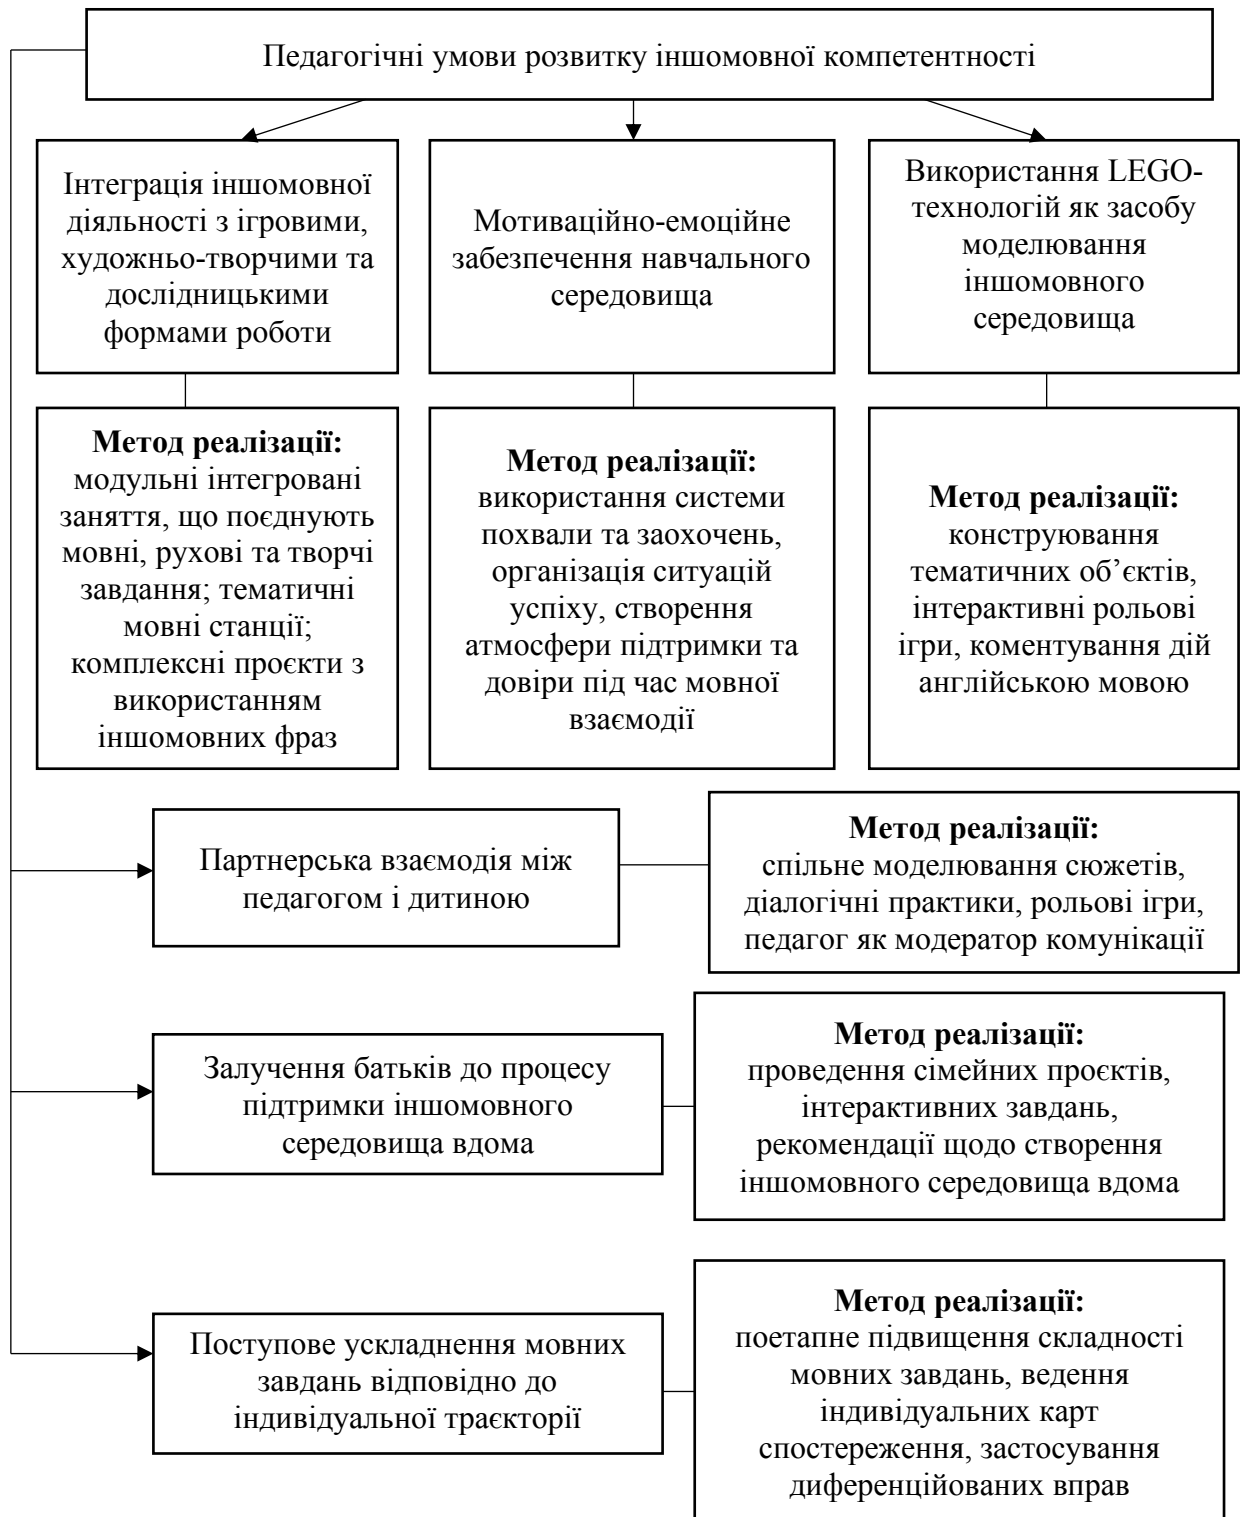 Педагогічні умови розвитку іншомовної компетентності
Інтеграція іншомовної
діяльності з ігровими,
художньо-творчими та
дослідницькими
формами роботи
Мотиваційно-емоційне
забезпечення навчального
середовища
Використання LEGO-
технологій як засобу
моделювання
іншомовного
середовища
Метод реалізації:
модульні інтегровані
заняття, що поєднують
мовні, рухові та творчі
завдання; тематичні
мовні станції;
комплексні проєкти з
використанням
іншомовних фраз
Метод реалізації:
використання системи
похвали та заохочень,
організація ситуацій
успіху, створення
атмосфери підтримки та
довіри під час мовної
взаємодії
Метод реалізації:
конструювання
тематичних об’єктів,
інтерактивні рольові
ігри, коментування дій
англійською мовою
Партнерська взаємодія між
педагогом і дитиною
Метод реалізації:
спільне моделювання сюжетів,
діалогічні практики, рольові ігри,
педагог як модератор комунікації
Залучення батьків до процесу
підтримки іншомовного
середовища вдома
Метод реалізації:
проведення сімейних проєктів,
інтерактивних завдань,
рекомендації щодо створення
іншомовного середовища вдома
Поступове ускладнення мовних
завдань відповідно до
індивідуальної траєкторії
Метод реалізації:
поетапне підвищення складності
мовних завдань, ведення
індивідуальних карт
спостереження, застосування
диференційованих вправ